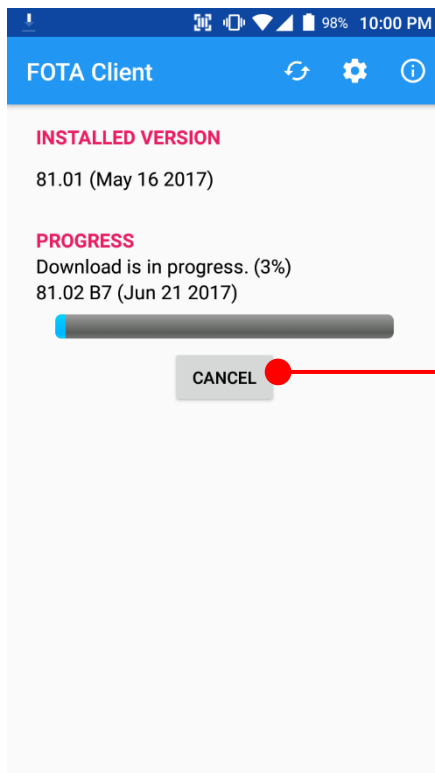 98% 10:00 PM
FOTA Client
INSTALLED VERSION
81.01 (May 16 2017)
PROGRESS
Download is in progress. (3%)
81.02 B7 (Jun 21 2017)
CANCEL